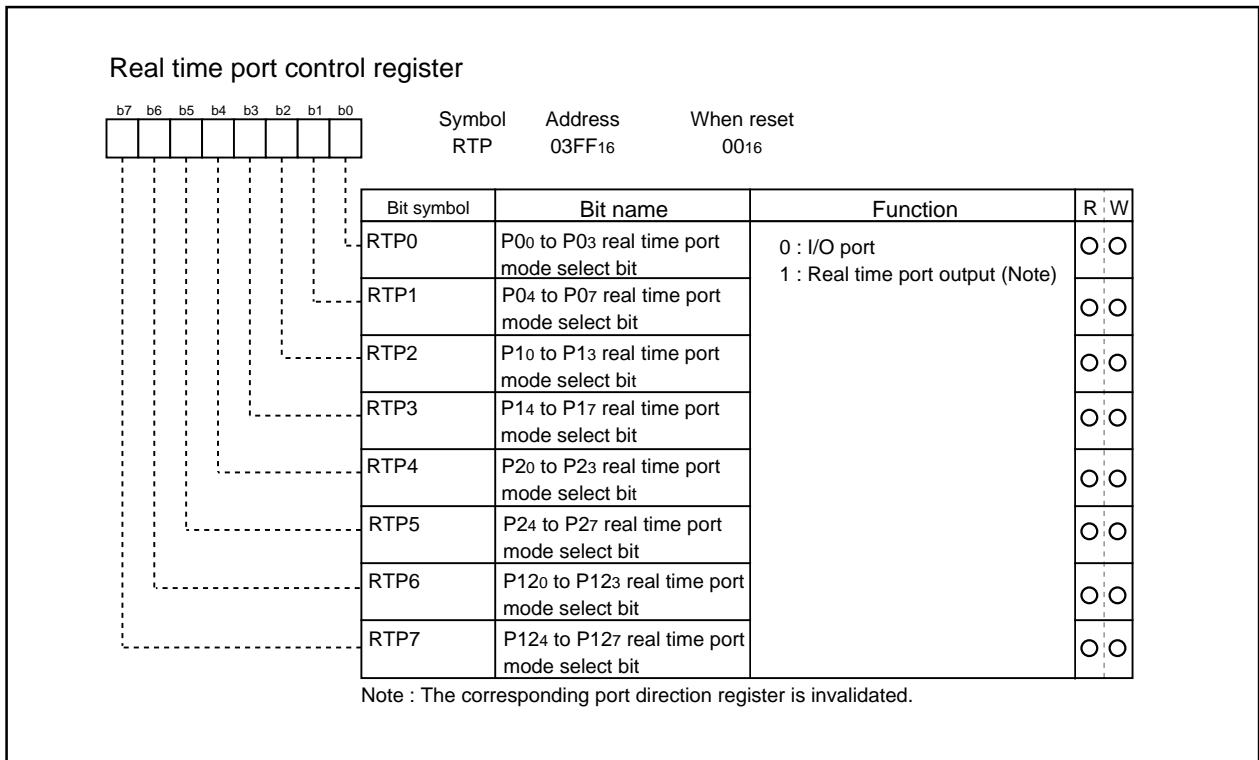 Real time port control register
b7 b6 b5 b4 b3 b2 b1 b0
Symbol Address When reset
RTP 03FF16 0016
Bit symbol Bit name Function R W
RTP0 P00 to P03 real time port mode select bit 0 : I/O port
1 : Real time port output (Note)
RTP1 P04 to P07 real time port
mode select bit
RTP2 P10 to P13 real time port
mode select bit
RTP3 P14 to P17 real time port
mode select bit
RTP4 P20 to P23 real time port
mode select bit
RTP5 P24 to P27 real time port
mode select bit
RTP6 P120 to P123 real time port
mode select bit
RTP7 P124 to P127 real time port
mode select bit
Note : The corresponding port direction register is invalidated.